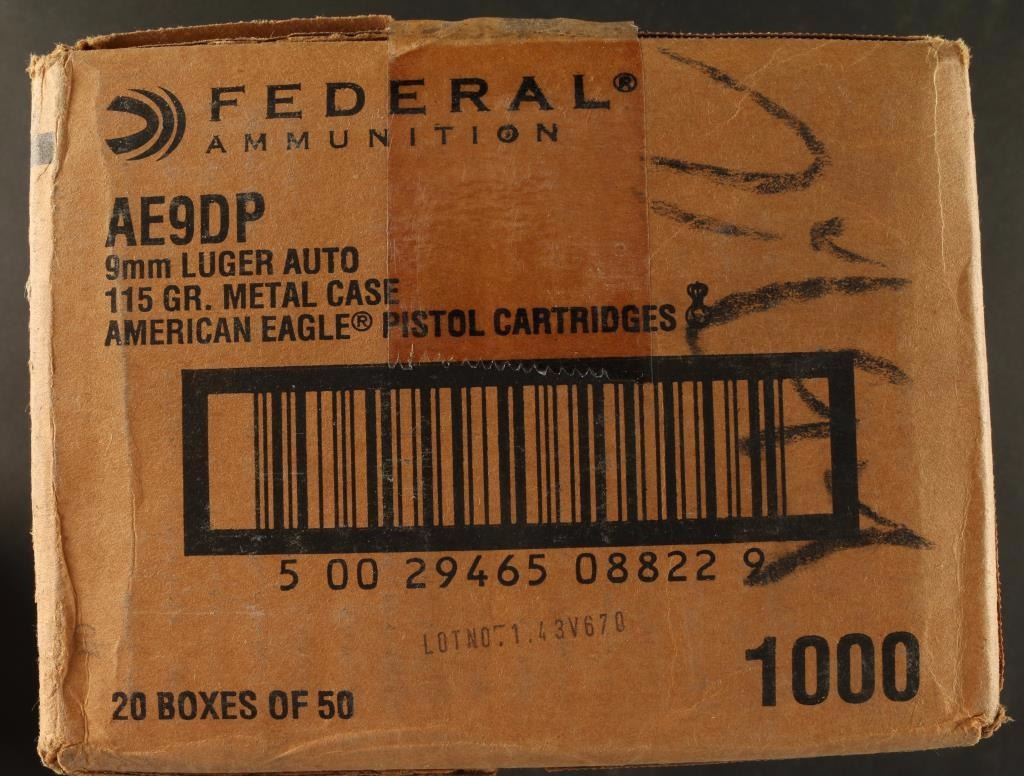 FEDERAL®
AMMUNITION
AE9DP
9mm LUGER AUTO
115 GR. METAL CASE
AMERICAN EAGLE® PISTOL CARTRIDGES
5 00 29465 08822 9
LOT NO. 1.43V670
20 BOXES OF 50
1000